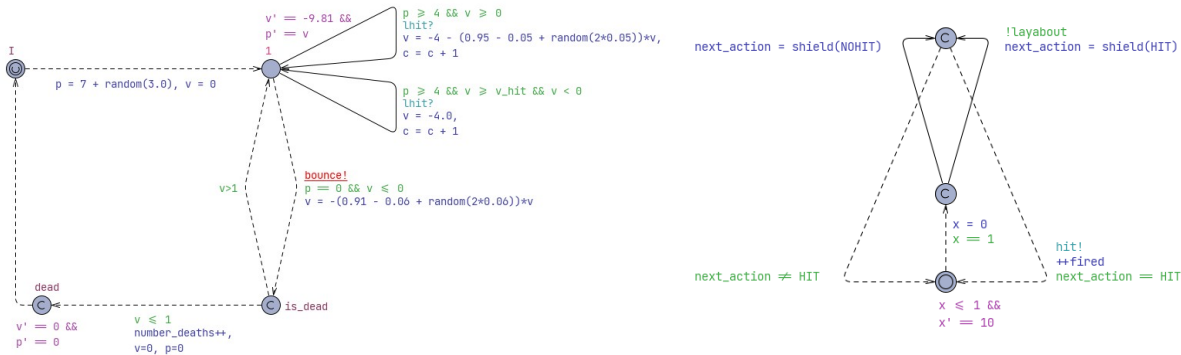 I
p = 7 + random(3.0), v = 0
v' == -9.81 &&
p' == v
1
p ⩾ 4 && v ⩾ 0
lhit?
v = -4 - (0.95 - 0.05 + random(2*0.05))*v,
c = c + 1
p ⩾ 4 && v ⩾ v_hit && v < 0
lhit?
v = -4.0,
c = c + 1
v>1
bounce!
p == 0 && v ⩽ 0
v = -(0.91 - 0.06 + random(2*0.06))*v
dead
C
v' == 0 &&
p' == 0
v ⩽ 1
number_deaths++,
v=0, p=0
C
is_dead
next_action = shield(NOHIT)
C
!layabout
next_action = shield(HIT)
C
x = 0
x == 1
next_action ≠ HIT
hit!
++fired
next_action == HIT
x ⩽ 1 &&
x' == 10